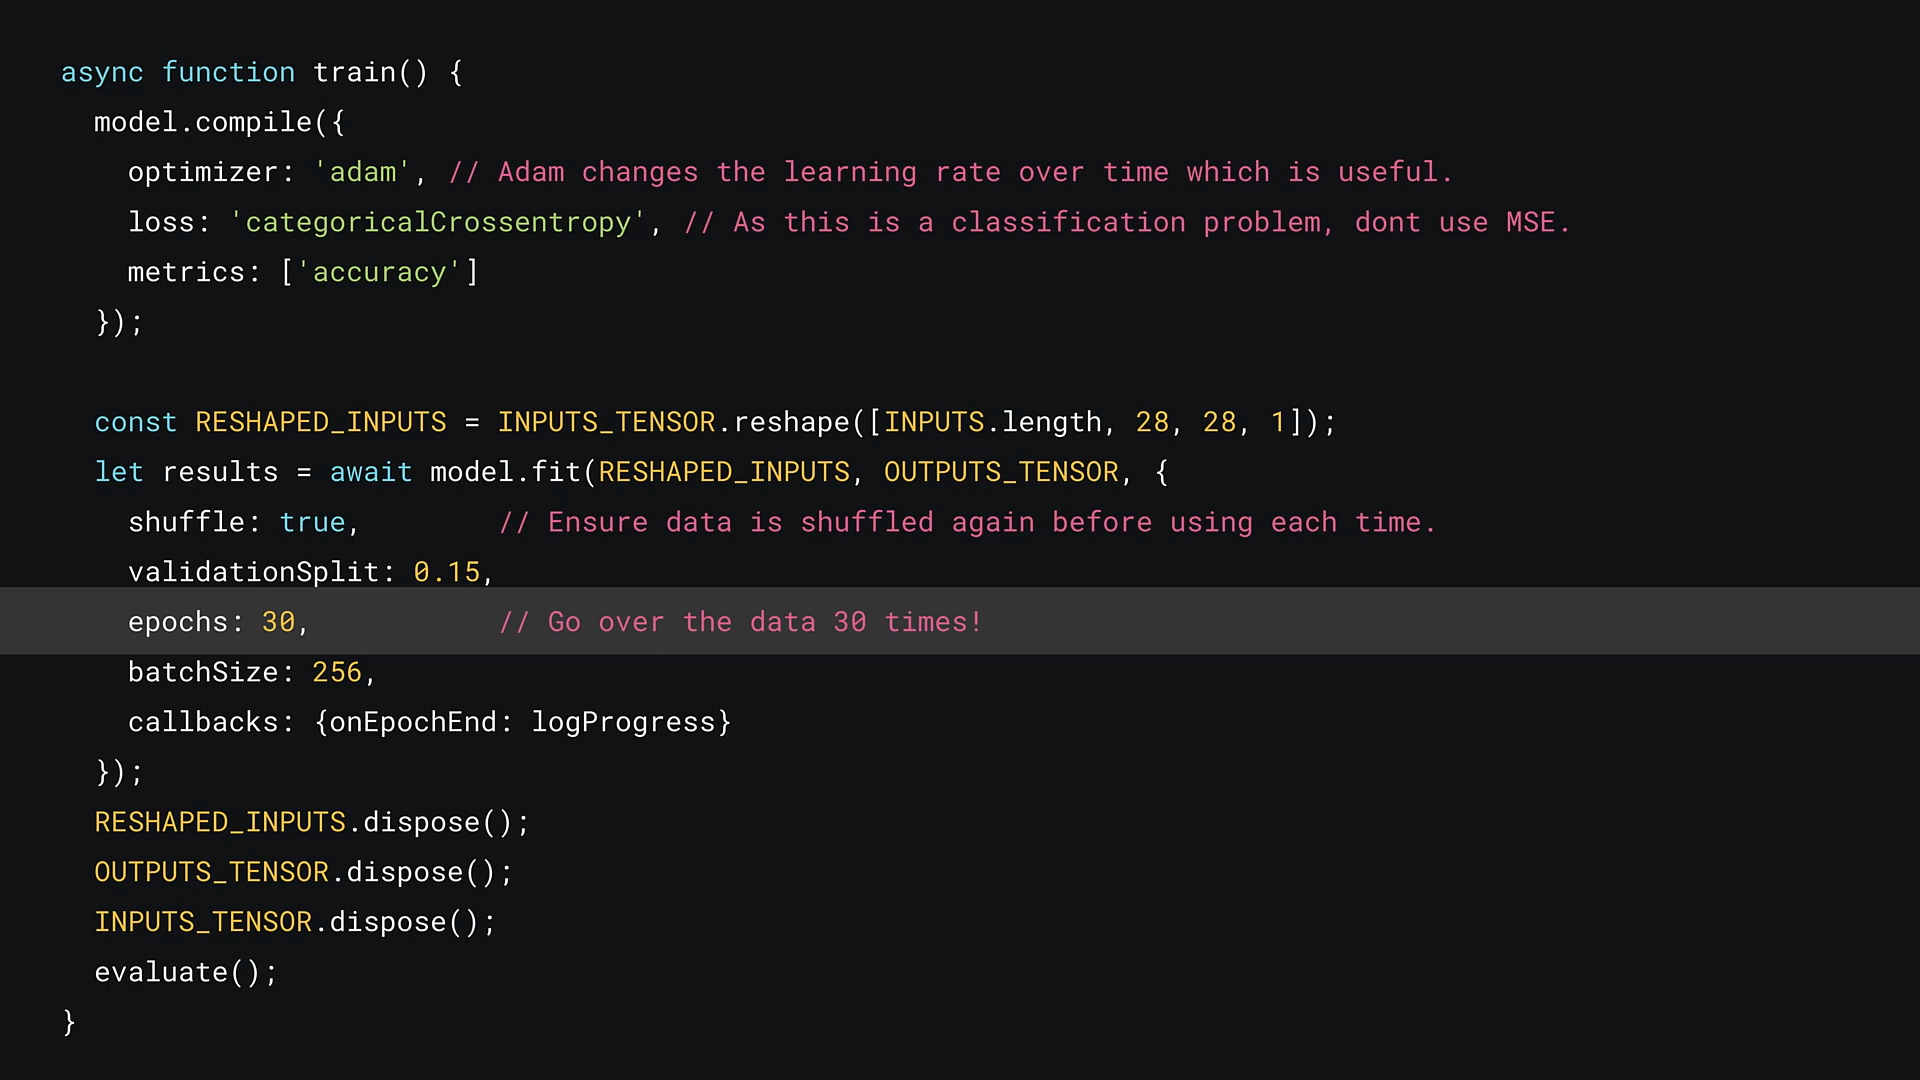 async function train() {
  model.compile({
    optimizer: 'adam', // Adam changes the learning rate over time which is useful.
    loss: 'categoricalCrossentropy', // As this is a classification problem, dont use MSE.
    metrics: ['accuracy']
  });

  const RESHAPED_INPUTS = INPUTS_TENSOR.reshape([INPUTS.length, 28, 28, 1]);
  let results = await model.fit(RESHAPED_INPUTS, OUTPUTS_TENSOR, {
    shuffle: true,        // Ensure data is shuffled again before using each time.
    validationSplit: 0.15,
    epochs: 30,           // Go over the data 30 times!
    batchSize: 256,
    callbacks: {onEpochEnd: logProgress}
  });
  RESHAPED_INPUTS.dispose();
  OUTPUTS_TENSOR.dispose();
  INPUTS_TENSOR.dispose();
  evaluate();
}